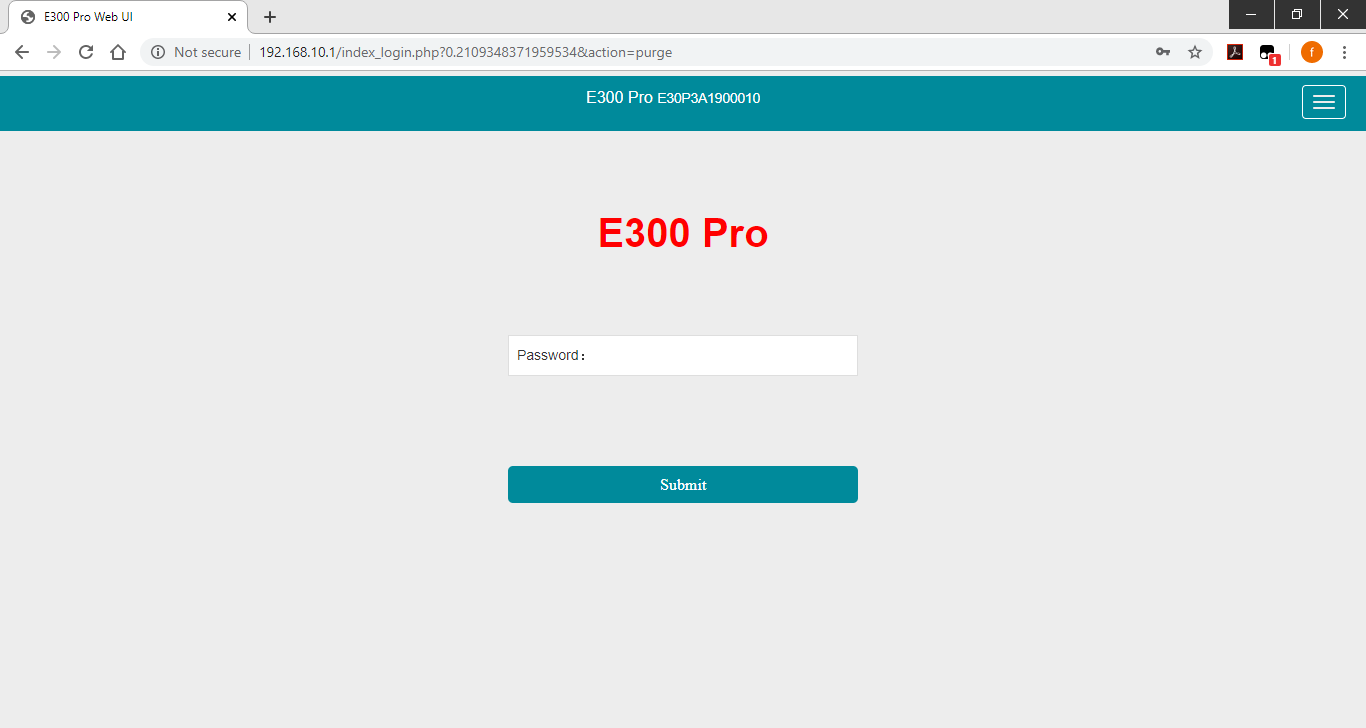 E300 Pro Web UI
Not secure 192.168.10.1/index_login.php?0.2109348371959534&action=purge
f
1
E300 Pro E30P3A1900010
E300 Pro
Password：
Submit